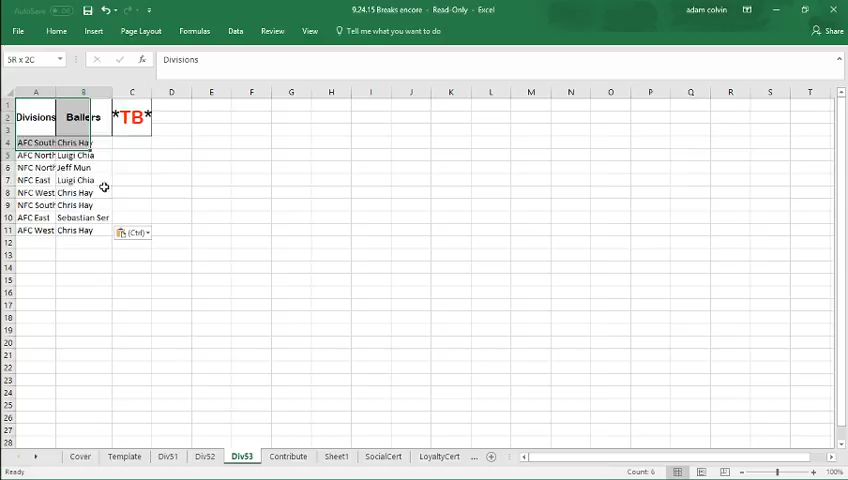 AutoSave Off 9.24.15 Breaks encore - Read-Only - Excel adam colvin
File Home Insert Page Layout Formulas Data Review View Tell me what you want to do Share
5R x 2C fx Divisions
A B C D E F G H I J K L M N O P Q R S T
1
2 Divisions Ballers *TB*
3
4 AFC South Chris Hay
5 AFC North Luigi Chia
6 NFC North Jeff Mun
7 NFC East Luigi Chia
8 NFC West Chris Hay
9 NFC South Chris Hay
10 AFC East Sebastian Ser
11 AFC West Chris Hay (Ctrl)
12
13
14
15
16
17
18
19
20
21
22
23
24
25
26
27
28
Cover Template DivS1 DivS2 DivS3 Contribute Sheet1 SocialCert LoyaltyCert ...
Ready Count: 6 100%